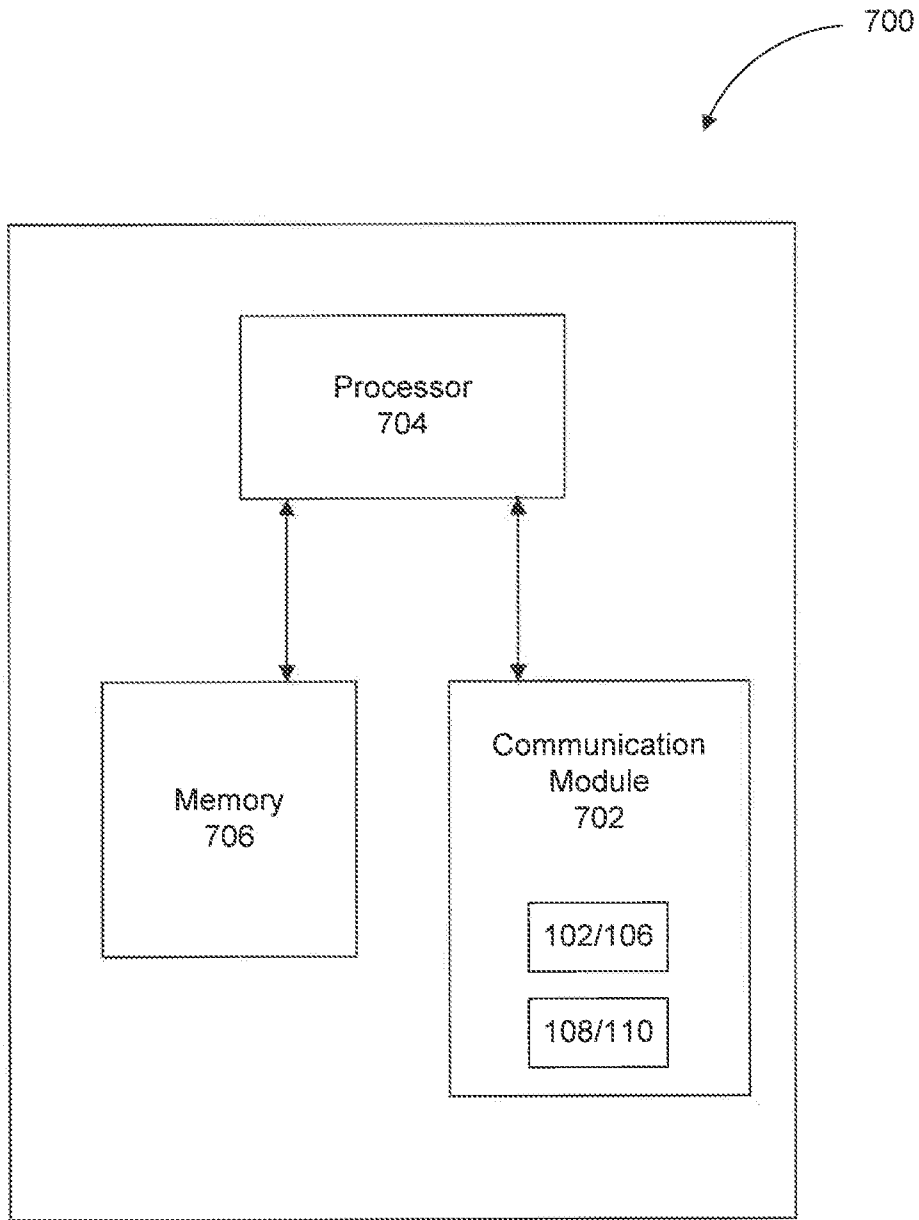 700
Processor
704
Memory
706
Communication
Module
702
102/106
108/110